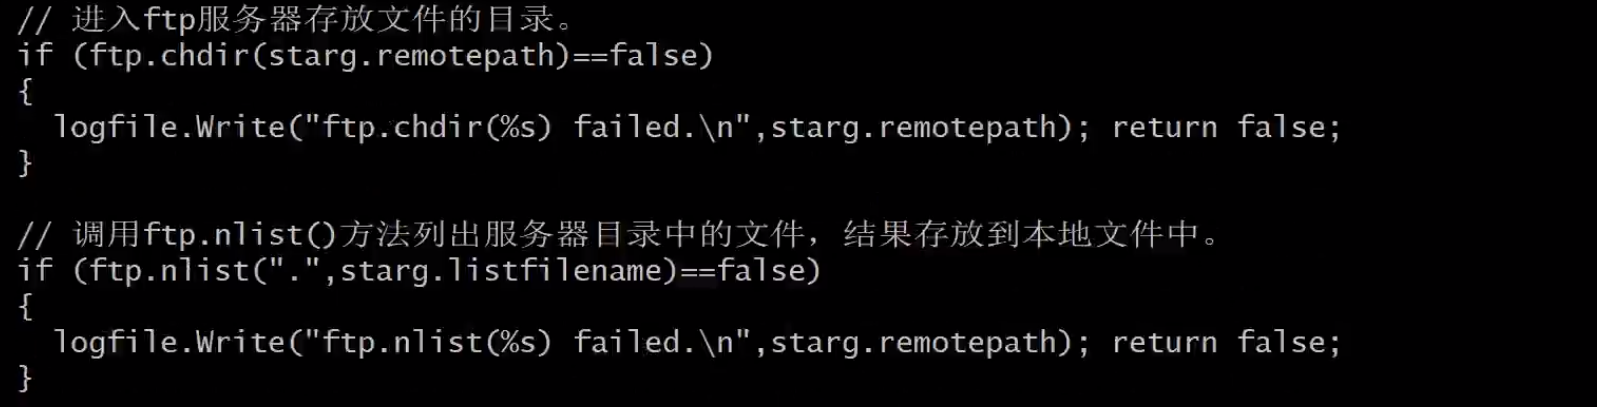 // 进入ftp服务器存放文件的目录。
if (ftp.chdir(starg.remotepath)==false)
{
  logfile.Write("ftp.chdir(%s) failed.\n",starg.remotepath); return false;
}

// 调用ftp.nlist()方法列出服务器目录中的文件，结果存放到本地文件中。
if (ftp.nlist(".",starg.listfilename)==false)
{
  logfile.Write("ftp.nlist(%s) failed.\n",starg.remotepath); return false;
}